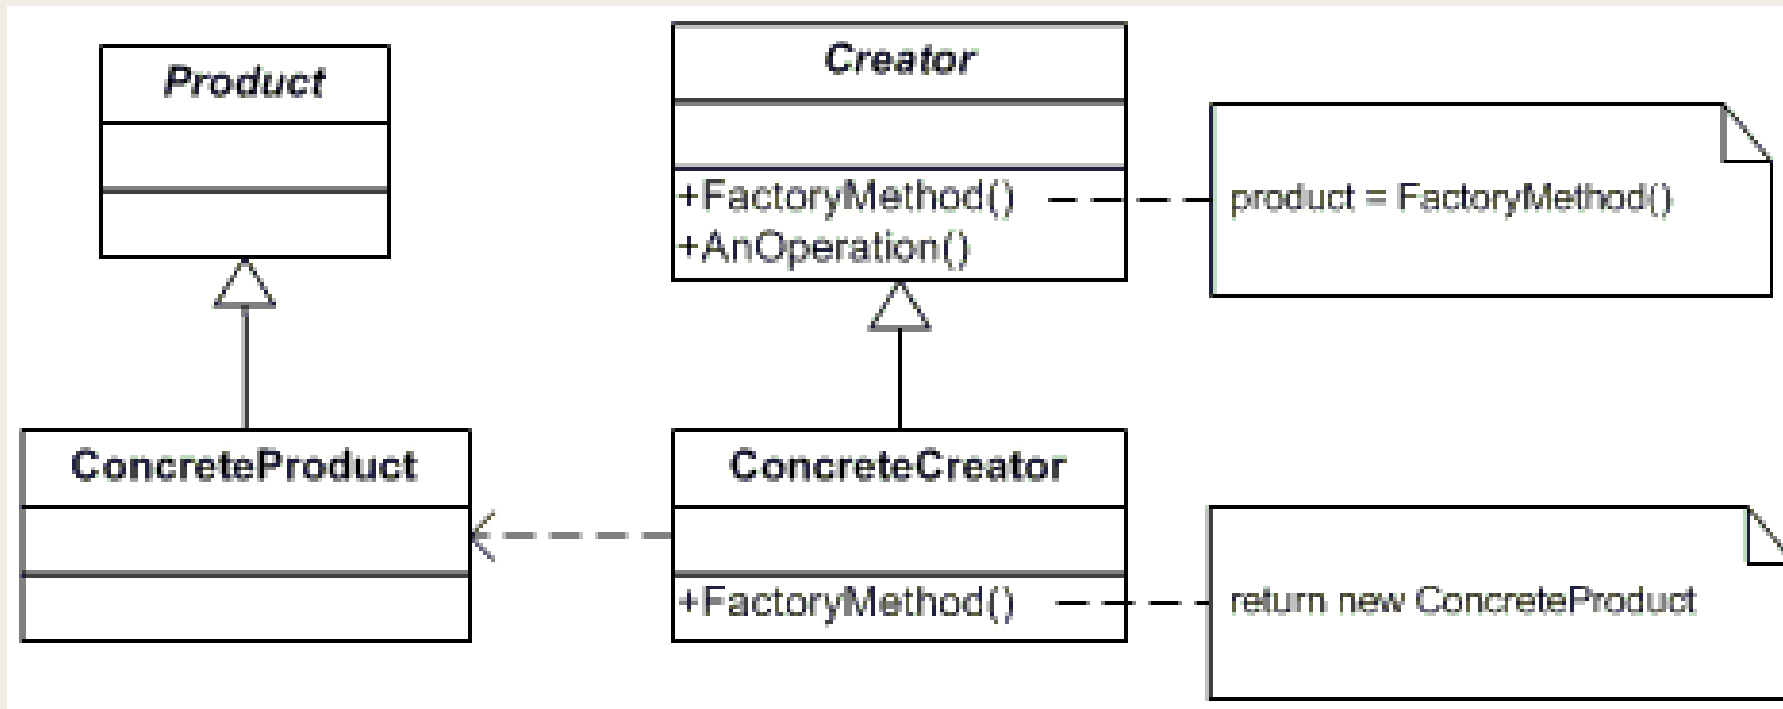 Product
Creator
+FactoryMethod()
+AnOperation()
product = FactoryMethod()
ConcreteProduct
ConcreteCreator
+FactoryMethod()
return new ConcreteProduct